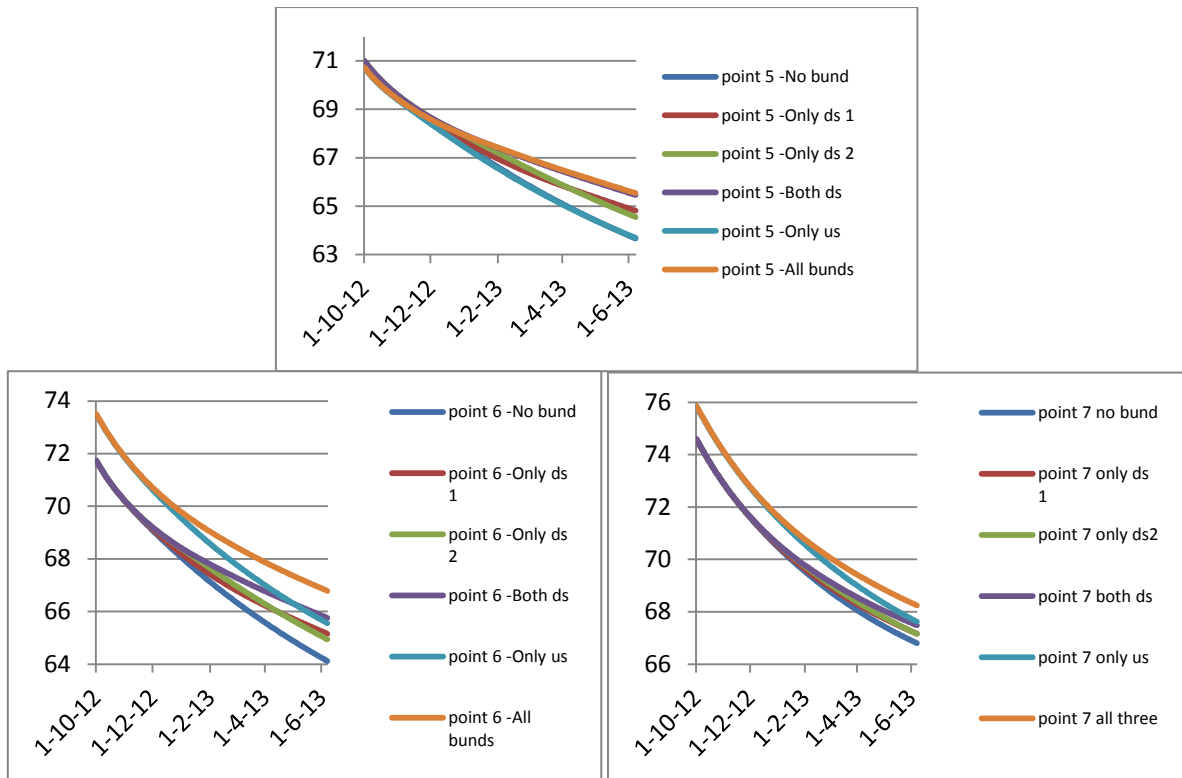 71
69
67
65
63
1-10-12
1-12-12
1-2-13
1-4-13
1-6-13
point 5 -No bund
point 5 -Only ds 1
point 5 -Only ds 2
point 5 -Both ds
point 5 -Only us
point 5 -All bunds
74
72
70
68
66
64
1-10-12
1-12-12
1-2-13
1-4-13
1-6-13
point 6 -No bund
point 6 -Only ds
1
point 6 -Only ds
2
point 6 -Both ds
point 6 -Only us
point 6 -All
bunds
76
74
72
70
68
66
1-10-12
1-12-12
1-2-13
1-4-13
1-6-13
point 7 no bund
point 7 only ds
1
point 7 only ds2
point 7 both ds
point 7 only us
point 7 all three